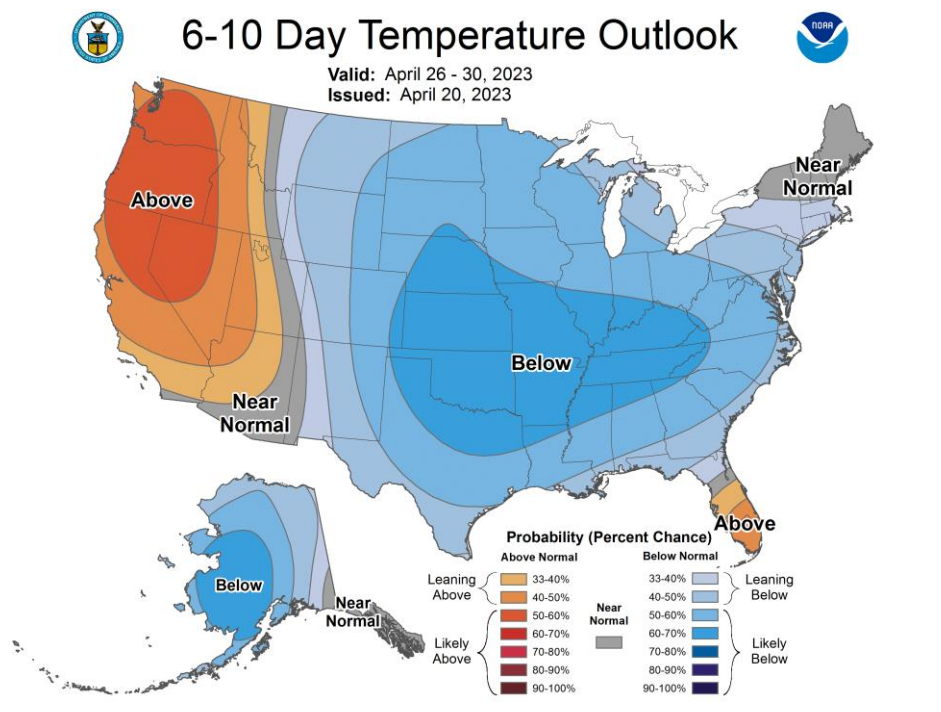 6-10 Day Temperature Outlook
NOAA
Valid: April 26 - 30, 2023
Issued: April 20, 2023
Above
Near
Normal
Below
Near
Normal
Above
Below
Near
Normal
Probability (Percent Chance)
Above Normal
Below Normal
Leaning
Above
33-40%
40-50%
Likely
Above
50-60%
60-70%
70-80%
80-90%
90-100%
Near
Normal
33-40%
40-50%
Leaning
Below
50-60%
60-70%
70-80%
80-90%
90-100%
Likely
Below